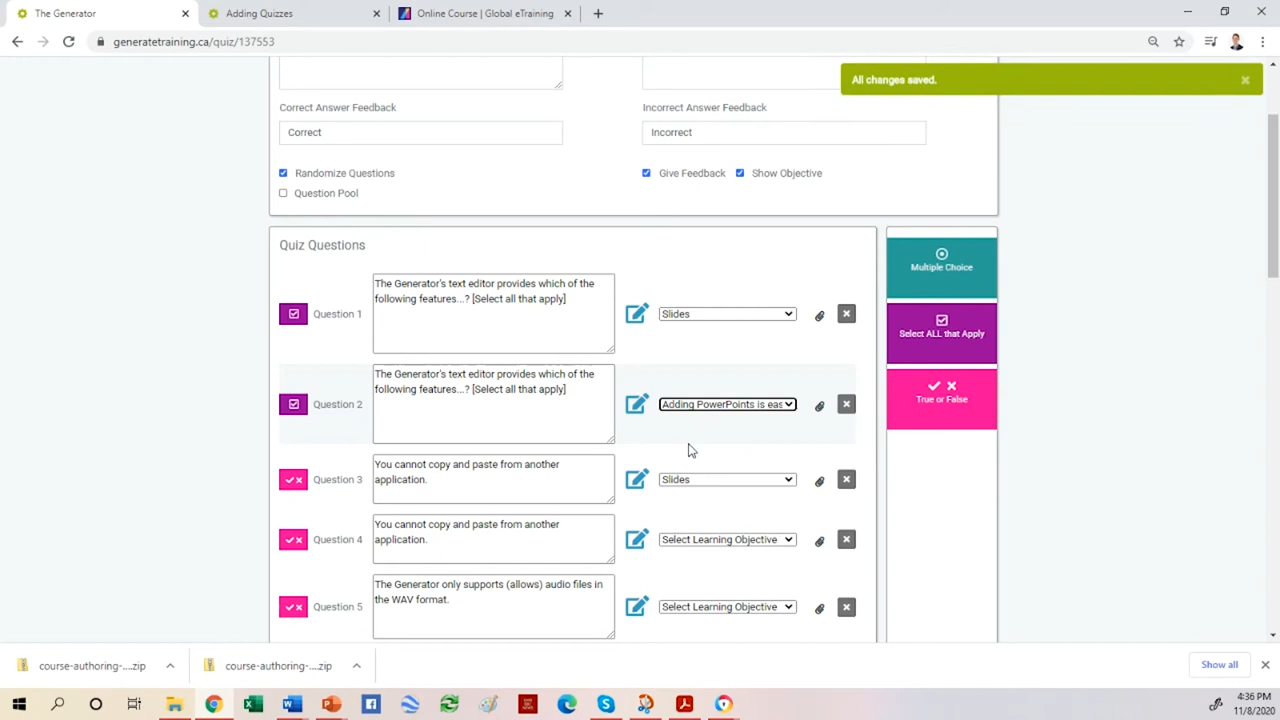 The Generator
Adding Quizzes
Online Course | Global eTraining
generatetraining.ca/quiz/137553
All changes saved.
Correct Answer Feedback
Incorrect Answer Feedback
Correct
Incorrect
Randomize Questions
Give Feedback
Show Objective
Question Pool
Quiz Questions
Multiple Choice
Question 1
The Generator's text editor provides which of the
following features...? [Select all that apply]
Slides
Select ALL that Apply
Question 2
The Generator's text editor provides which of the
following features...? [Select all that apply]
Adding PowerPoints is eas
True or False
Question 3
You cannot copy and paste from another
application.
Slides
Question 4
You cannot copy and paste from another
application.
Select Learning Objective
Question 5
The Generator only supports (allows) audio files in
the WAV format.
Select Learning Objective
course-authoring-....zip
course-authoring-....zip
Show all
4:36 PM
11/8/2020